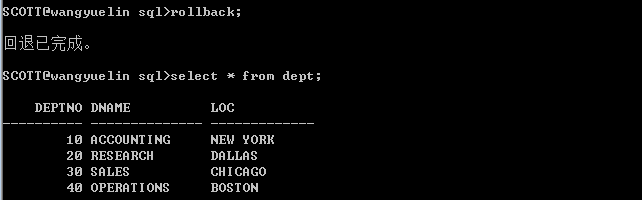 SCOTT@wangyuelin sql>rollback;
回退已完成。
SCOTT@wangyuelin sql>select * from dept;
    DEPTNO DNAME          LOC
---------- -------------- -------------
        10 ACCOUNTING     NEW YORK
        20 RESEARCH       DALLAS
        30 SALES          CHICAGO
        40 OPERATIONS     BOSTON